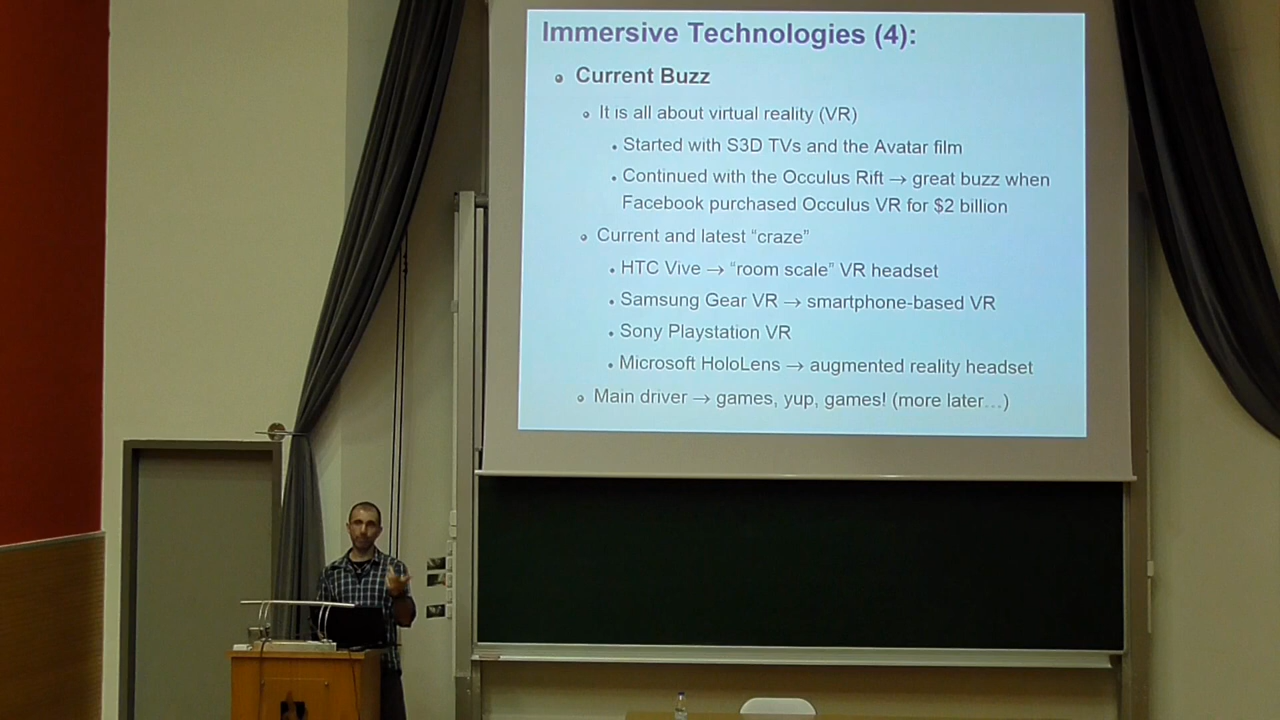 Immersive Technologies (4):
Current Buzz
It is all about virtual reality (VR)
Started with S3D TVs and the Avatar film
Continued with the Occulus Rift → great buzz when
Facebook purchased Occulus VR for $2 billion
Current and latest “craze”
HTC Vive → “room scale” VR headset
Samsung Gear VR → smartphone-based VR
Sony Playstation VR
Microsoft HoloLens → augmented reality headset
Main driver → games, yup, games! (more later…)